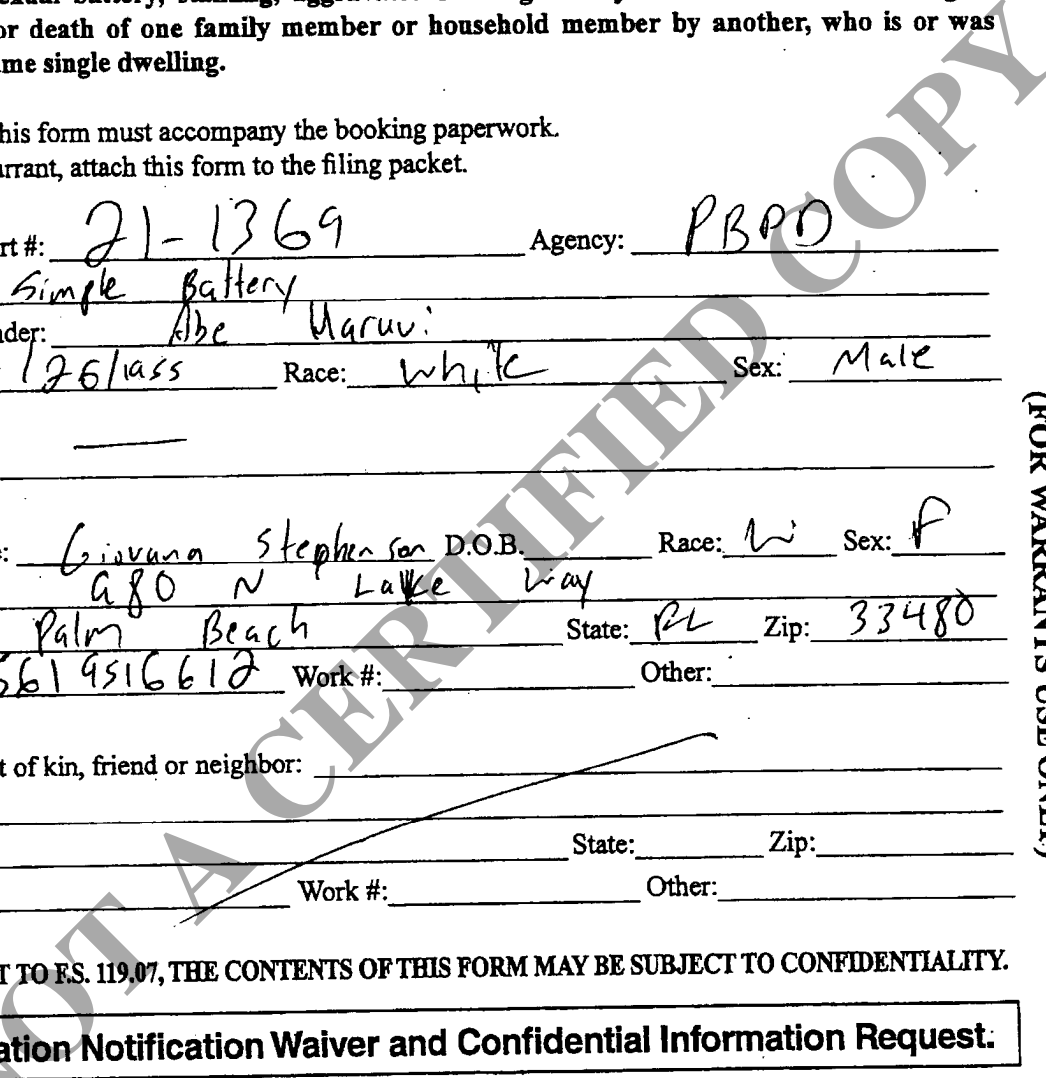 or death of one family member or household member by another, who is or was
me single dwelling.
his form must accompany the booking paperwork.
rrant, attach this form to the filing packet.
rt #: 21-1369 Agency: PBPD
Simple Battery
der: Abe
Race: White Sex: Male
: Giovana Stephenson D.O.B. Race: W Sex: F
980 N Lake Way
Palm Beach State: FL Zip: 33480
5619516612 Work #: Other:
t of kin, friend or neighbor:
State: Zip:
Work #: Other:
T TO F.S. 119.07, THE CONTENTS OF THIS FORM MAY BE SUBJECT TO CONFIDENTIALITY.
ation Notification Waiver and Confidential Information Request:
(FOR WARRANTS USE ONLY)
NOT A CERTIFIED COPY